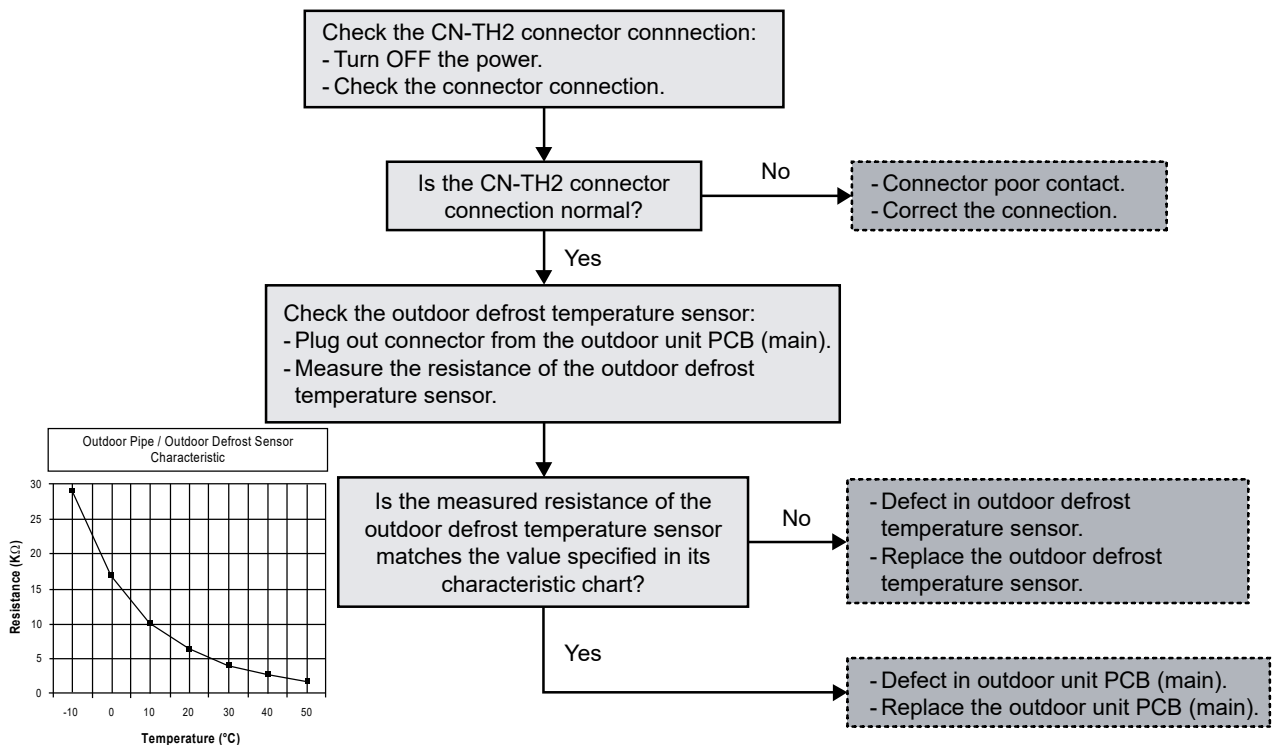 Check the CN-TH2 connector connnection:
- Turn OFF the power.
- Check the connector connection.
Is the CN-TH2 connector
connection normal?
No
- Connector poor contact.
- Correct the connection.
Yes
Check the outdoor defrost temperature sensor:
- Plug out connector from the outdoor unit PCB (main).
- Measure the resistance of the outdoor defrost
temperature sensor.
Outdoor Pipe / Outdoor Defrost Sensor
Characteristic
30
25
20
15
10
5
0
Resistance (KΩ)
-10 0 10 20 30 40 50
Temperature (°C)
Is the measured resistance of the
outdoor defrost temperature sensor
matches the value specified in its
characteristic chart?
No
- Defect in outdoor defrost
temperature sensor.
- Replace the outdoor defrost
temperature sensor.
Yes
- Defect in outdoor unit PCB (main).
- Replace the outdoor unit PCB (main).